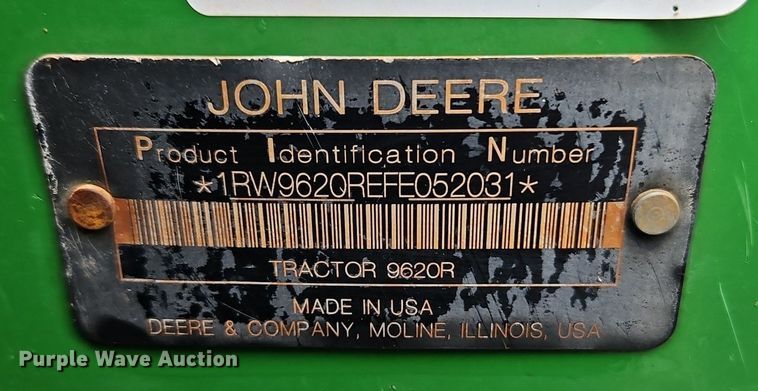 JOHN DEERE
Product Identification Number
*1RW9620REFE052031*
TRACTOR 9620R
MADE IN USA
DEERE & COMPANY, MOLINE, ILLINOIS, USA
Purple Wave Auction